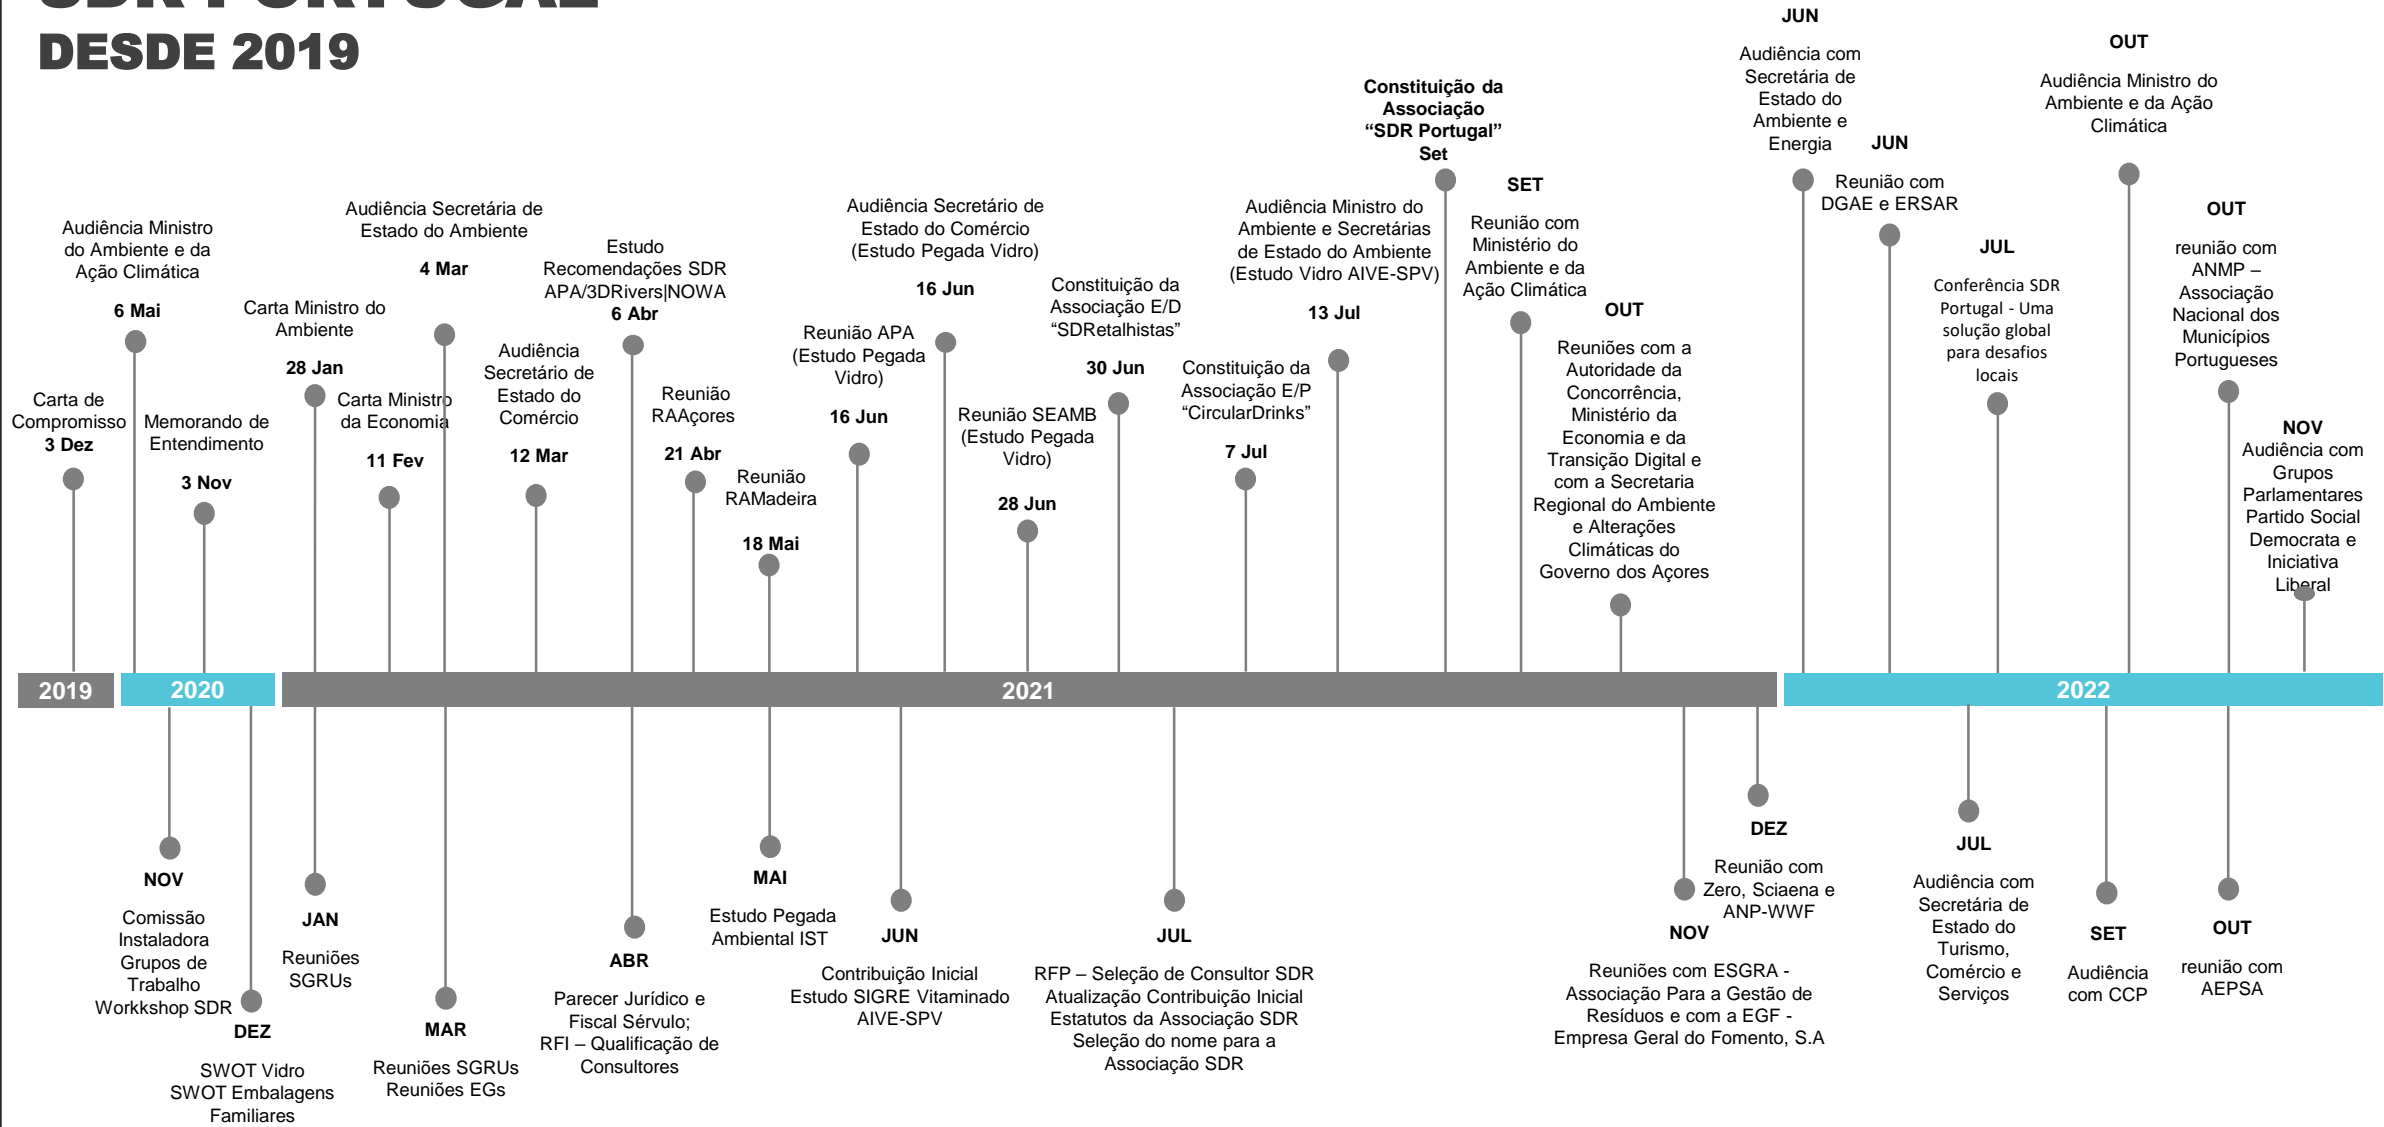 SDR PORTUGAL
DESDE 2019
Carta de
Compromisso
3 Dez
Audiência Ministro
do Ambiente e da
Ação Climática
6 Mai
Memorando de
Entendimento
3 Nov
Carta Ministro do
Ambiente
28 Jan
Carta Ministro
da Economia
11 Fev
Audiência Secretária de
Estado do Ambiente
4 Mar
Audiência
Secretário de
Estado do
Comércio
12 Mar
Estudo
Recomendações SDR
APA/3DRivers|NOWA
6 Abr
Reunião
RAAçores
21 Abr
Reunião
RAMadeira
18 Mai
Reunião APA
(Estudo Pegada
Vidro)
16 Jun
Audiência Secretário de
Estado do Comércio
(Estudo Pegada Vidro)
16 Jun
Reunião SEAMB
(Estudo Pegada
Vidro)
28 Jun
Constituição da
Associação E/D
“SDRetalhistas”
30 Jun
Constituição da
Associação E/P
“CircularDrinks”
7 Jul
Audiência Ministro do
Ambiente e Secretárias
de Estado do Ambiente
(Estudo Vidro AIVE-SPV)
13 Jul
Constituição da
Associação
“SDR Portugal”
Set
SET
Reunião com
Ministério do
Ambiente e da
Ação Climática
OUT
Reuniões com a
Autoridade da
Concorrência,
Ministério da
Economia e da
Transição Digital e
com a Secretaria
Regional do Ambiente
e Alterações
Climáticas do
Governo dos Açores
JUN
Audiência com
Secretária de
Estado do
Ambiente e
Energia
JUN
Reunião com
DGAE e ERSAR
JUL
Conferência SDR
Portugal - Uma
solução global
para desafios
locais
OUT
Audiência Ministro do
Ambiente e da Ação
Climática
OUT
reunião com
ANMP –
Associação
Nacional dos
Municípios
Portugueses
NOV
Audiência com
Grupos
Parlamentares
Partido Social
Democrata e
Iniciativa
Liberal
2019
2020
2021
2022
NOV
Comissão
Instaladora
Grupos de
Trabalho
Workkshop SDR
DEZ
SWOT Vidro
SWOT Embalagens
Familiares
JAN
Reuniões
SGRUs
MAR
Reuniões SGRUs
Reuniões EGs
ABR
Parecer Jurídico e
Fiscal Sérvulo;
RFI – Qualificação de
Consultores
MAI
Estudo Pegada
Ambiental IST
JUN
Contribuição Inicial
Estudo SIGRE Vitaminado
AIVE-SPV
JUL
RFP – Seleção de Consultor SDR
Atualização Contribuição Inicial
Estatutos da Associação SDR
Seleção do nome para a
Associação SDR
NOV
Reuniões com ESGRA -
Associação Para a Gestão de
Resíduos e com a EGF -
Empresa Geral do Fomento, S.A
DEZ
Reunião com
Zero, Sciaena e
ANP-WWF
JUL
Audiência com
Secretária de
Estado do
Turismo,
Comércio e
Serviços
SET
Audiência
com CCP
OUT
reunião com
AEPSA